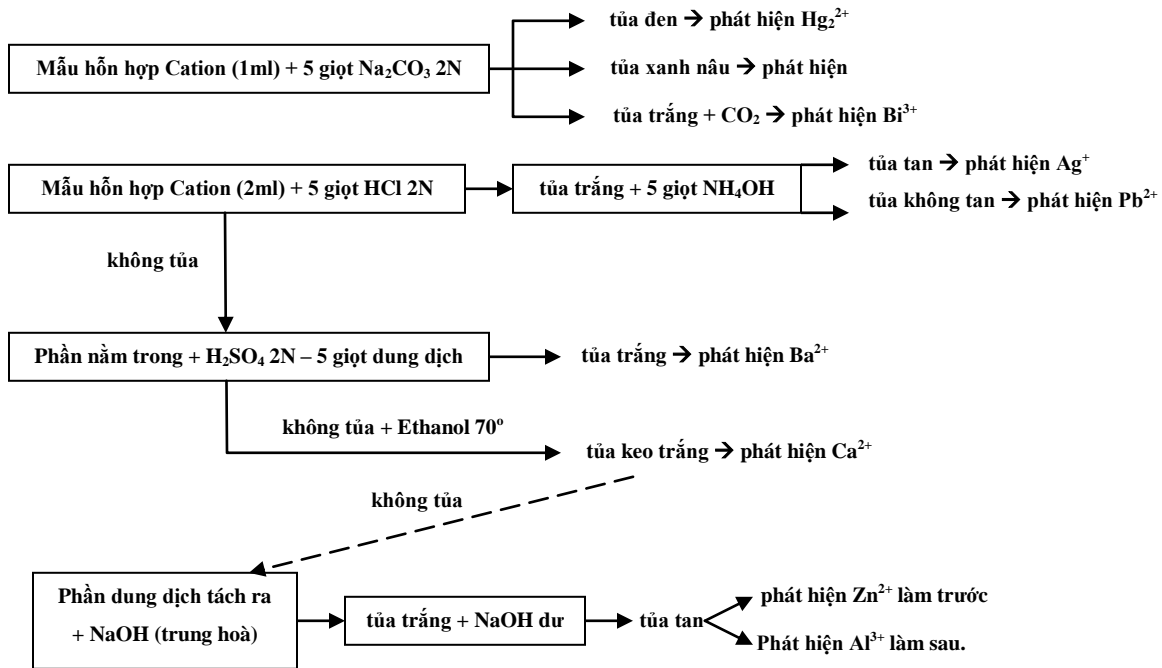 tủa đen → phát hiện Hg₂²⁺
Mẫu hỗn hợp Cation (1ml) + 5 giọt Na₂CO₃ 2N
tủa xanh nâu → phát hiện
tủa trắng + CO₂ → phát hiện Bi³⁺
Mẫu hỗn hợp Cation (2ml) + 5 giọt HCl 2N
tủa trắng + 5 giọt NH₄OH
tủa tan → phát hiện Ag⁺
tủa không tan → phát hiện Pb²⁺
không tủa
Phần nằm trong + H₂SO₄ 2N – 5 giọt dung dịch
tủa trắng → phát hiện Ba²⁺
không tủa + Ethanol 70º
tủa keo trắng → phát hiện Ca²⁺
không tủa
Phần dung dịch tách ra
+ NaOH (trung hoà)
tủa trắng + NaOH dư
tủa tan
phát hiện Zn²⁺ làm trước
Phát hiện Al³⁺ làm sau.